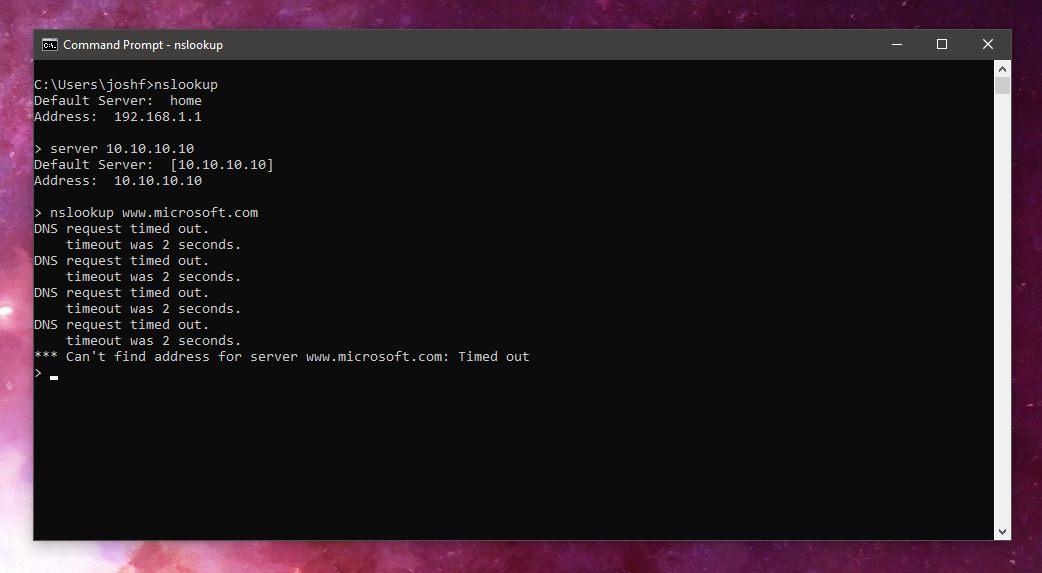 Command Prompt - nslookup
C:\Users\joshf>nslookup
Default Server:  home
Address:  192.168.1.1
> server 10.10.10.10
Default Server:  [10.10.10.10]
Address:  10.10.10.10
> nslookup www.microsoft.com
DNS request timed out.
    timeout was 2 seconds.
DNS request timed out.
    timeout was 2 seconds.
DNS request timed out.
    timeout was 2 seconds.
DNS request timed out.
    timeout was 2 seconds.
*** Can't find address for server www.microsoft.com: Timed out
>